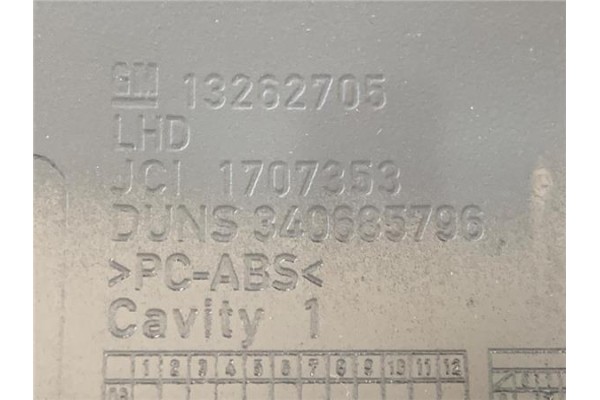 GM 13262705
LHD
JCI 1707353
DUNS 340685796
>PC-ABS<
Cavity 1
1 2 3 4 5 6 7 8 9 10 11 12